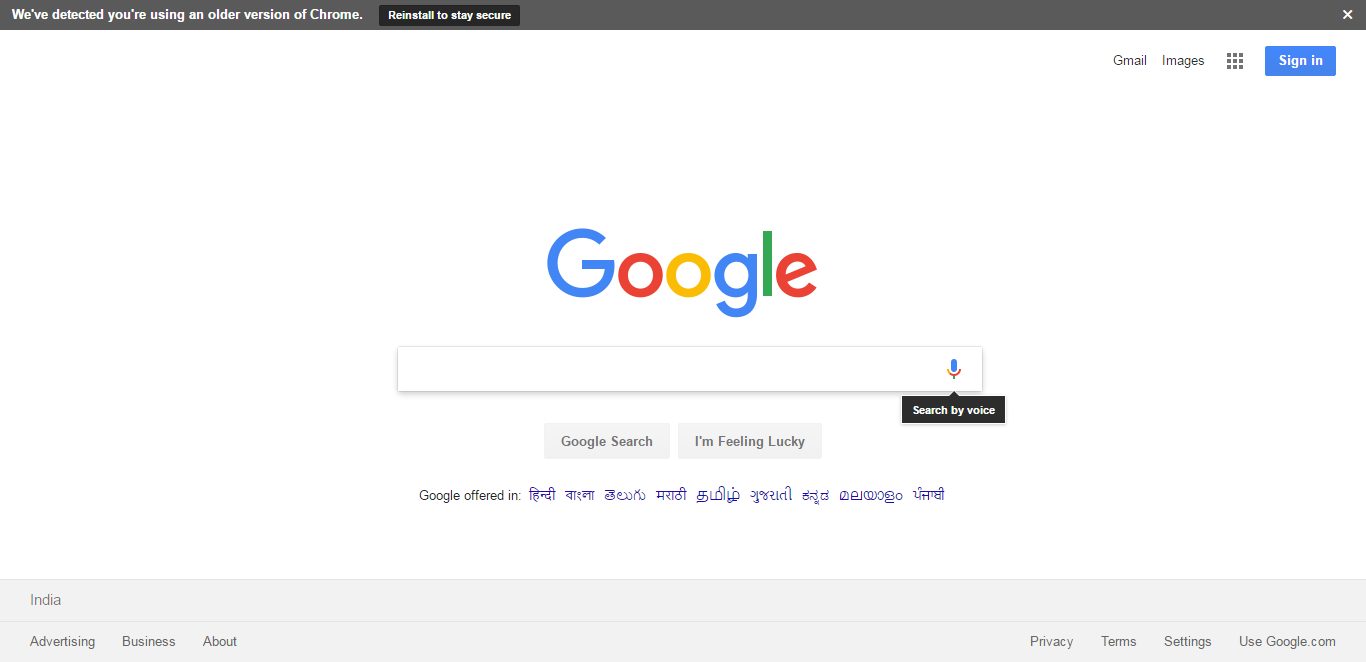 We've detected you're using an older version of Chrome. Reinstall to stay secure
Gmail Images Sign in
Google
Search by voice
Google Search I'm Feeling Lucky
Google offered in: हिन्दी বাংলা తెలుగు मराठी தமிழ் ગુજરાતી ಕನ್ನಡ മലയാളം ਪੰਜਾਬੀ
India
Advertising Business About Privacy Terms Settings Use Google.com